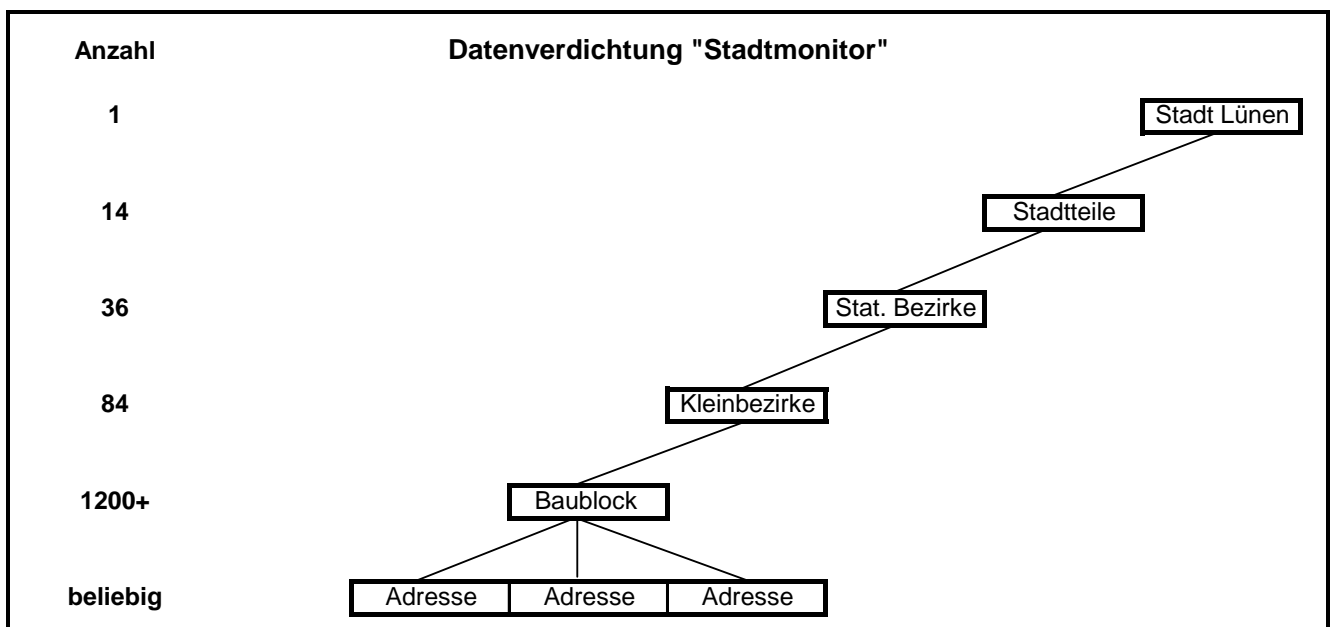 Anzahl Datenverdichtung "Stadtmonitor"
1 Stadt Lünen
14 Stadtteile
36 Stat. Bezirke
84 Kleinbezirke
1200+ Baublock
beliebig Adresse Adresse Adresse